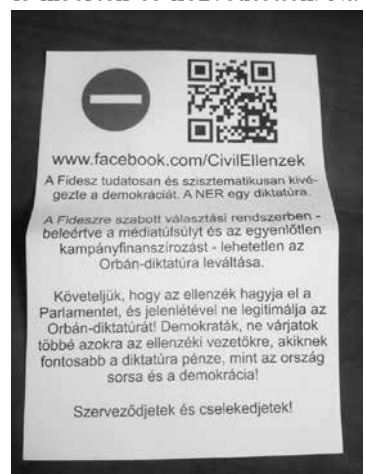 www.facebook.com/CivilEllenzek
A Fidesz tudatosan és szisztematikusan kivé-
gezte a demokráciát. A NER egy diktatúra.
A Fideszre szabott választási rendszerben -
beleértve a médiatúlsúlyt és az egyenlőtlen
kampányfinanszírozást - lehetetlen az
Orbán-diktatúra leváltása.
Követeljük, hogy az ellenzék hagyja el a
Parlamentet, és jelenlétével ne legitimálja az
Orbán-diktatúrát! Demokraták, ne várjatok
többé azokra az ellenzéki vezetőkre, akiknek
fontosabb a diktatúra pénze, mint az ország
sorsa és a demokrácia!
Szerveződjetek és cselekedjetek!